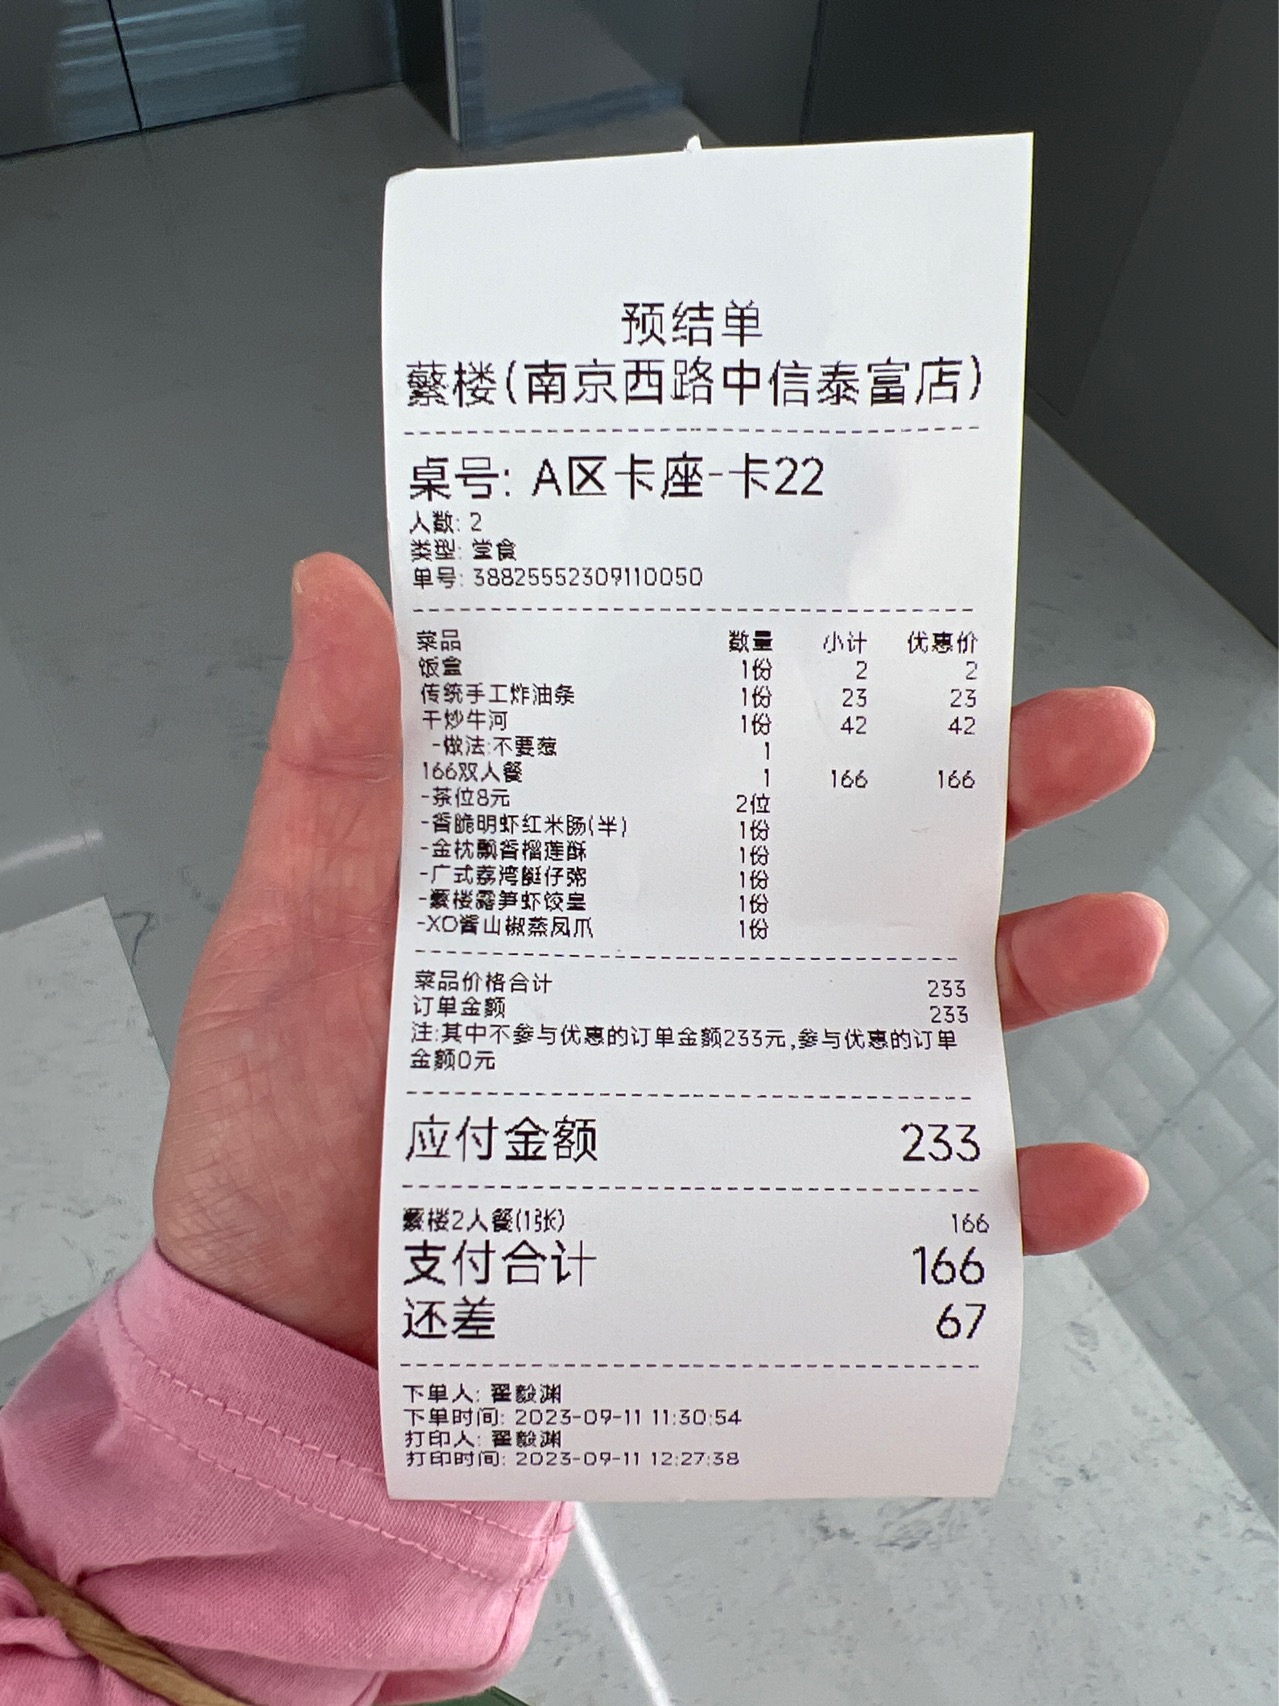 预结单
蘩楼(南京西路中信泰富店)
桌号: A区卡座-卡22
人数: 2
类型: 堂食
单号: 38825552309110050
菜品 数量 小计 优惠价
饭盒 1份 2 2
传统手工炸油条 1份 23 23
干炒牛河 1份 42 42
-做法:不要葱 1
166双人餐 1 166 166
-茶位8元 2位
-香脆明虾红米肠(半) 1份
-金枕飘香榴莲酥 1份
-广式荔湾艇仔粥 1份
-蘩楼露笋虾饺皇 1份
-XO酱山椒蒸凤爪 1份
菜品价格合计 233
订单金额 233
注:其中不参与优惠的订单金额233元,参与优惠的订单
金额0元
应付金额 233
蘩楼2人餐(1张) 166
支付合计 166
还差 67
下单人: 翟毅渊
下单时间: 2023-09-11 11:30:54
打印人: 翟毅渊
打印时间: 2023-09-11 12:27:38